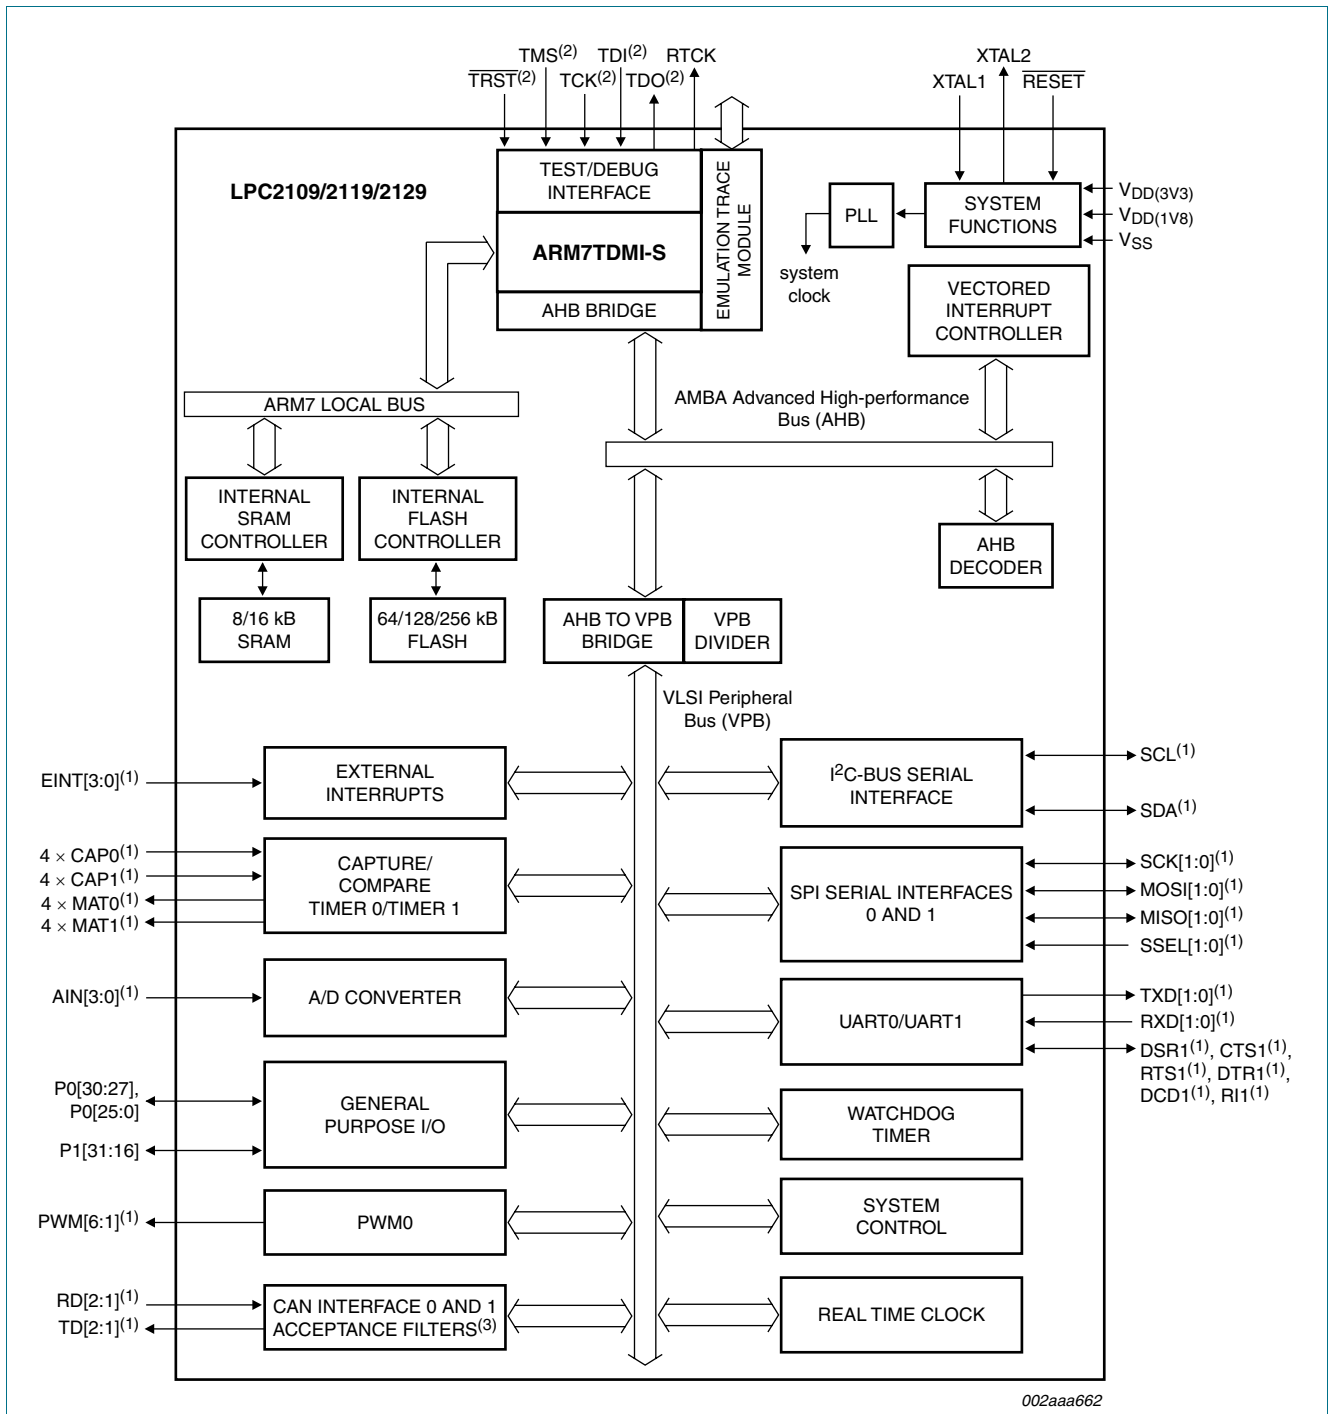 TMS(2) TDI(2) RTCK
TRST(2) TCK(2) TDO(2)
XTAL2
XTAL1 RESET
LPC2109/2119/2129
TEST/DEBUG
INTERFACE
ARM7TDMI-S
AHB BRIDGE
EMULATION TRACE
MODULE
PLL
system
clock
SYSTEM
FUNCTIONS
VDD(3V3)
VDD(1V8)
VSS
VECTORED
INTERRUPT
CONTROLLER
ARM7 LOCAL BUS
AMBA Advanced High-performance
Bus (AHB)
INTERNAL
SRAM
CONTROLLER
INTERNAL
FLASH
CONTROLLER
AHB
DECODER
8/16 kB
SRAM
64/128/256 kB
FLASH
AHB TO VPB
BRIDGE
VPB
DIVIDER
VLSI Peripheral
Bus (VPB)
EINT[3:0](1)
EXTERNAL
INTERRUPTS
I2C-BUS SERIAL
INTERFACE
SCL(1)
SDA(1)
4 × CAP0(1)
4 × CAP1(1)
4 × MAT0(1)
4 × MAT1(1)
CAPTURE/
COMPARE
TIMER 0/TIMER 1
SPI SERIAL INTERFACES
0 AND 1
SCK[1:0](1)
MOSI[1:0](1)
MISO[1:0](1)
SSEL[1:0](1)
AIN[3:0](1)
A/D CONVERTER
UART0/UART1
TXD[1:0](1)
RXD[1:0](1)
DSR1(1), CTS1(1),
RTS1(1), DTR1(1),
DCD1(1), RI1(1)
P0[30:27],
P0[25:0]
P1[31:16]
GENERAL
PURPOSE I/O
WATCHDOG
TIMER
PWM[6:1](1)
PWM0
SYSTEM
CONTROL
RD[2:1](1)
TD[2:1](1)
CAN INTERFACE 0 AND 1
ACCEPTANCE FILTERS(3)
REAL TIME CLOCK
002aaa662